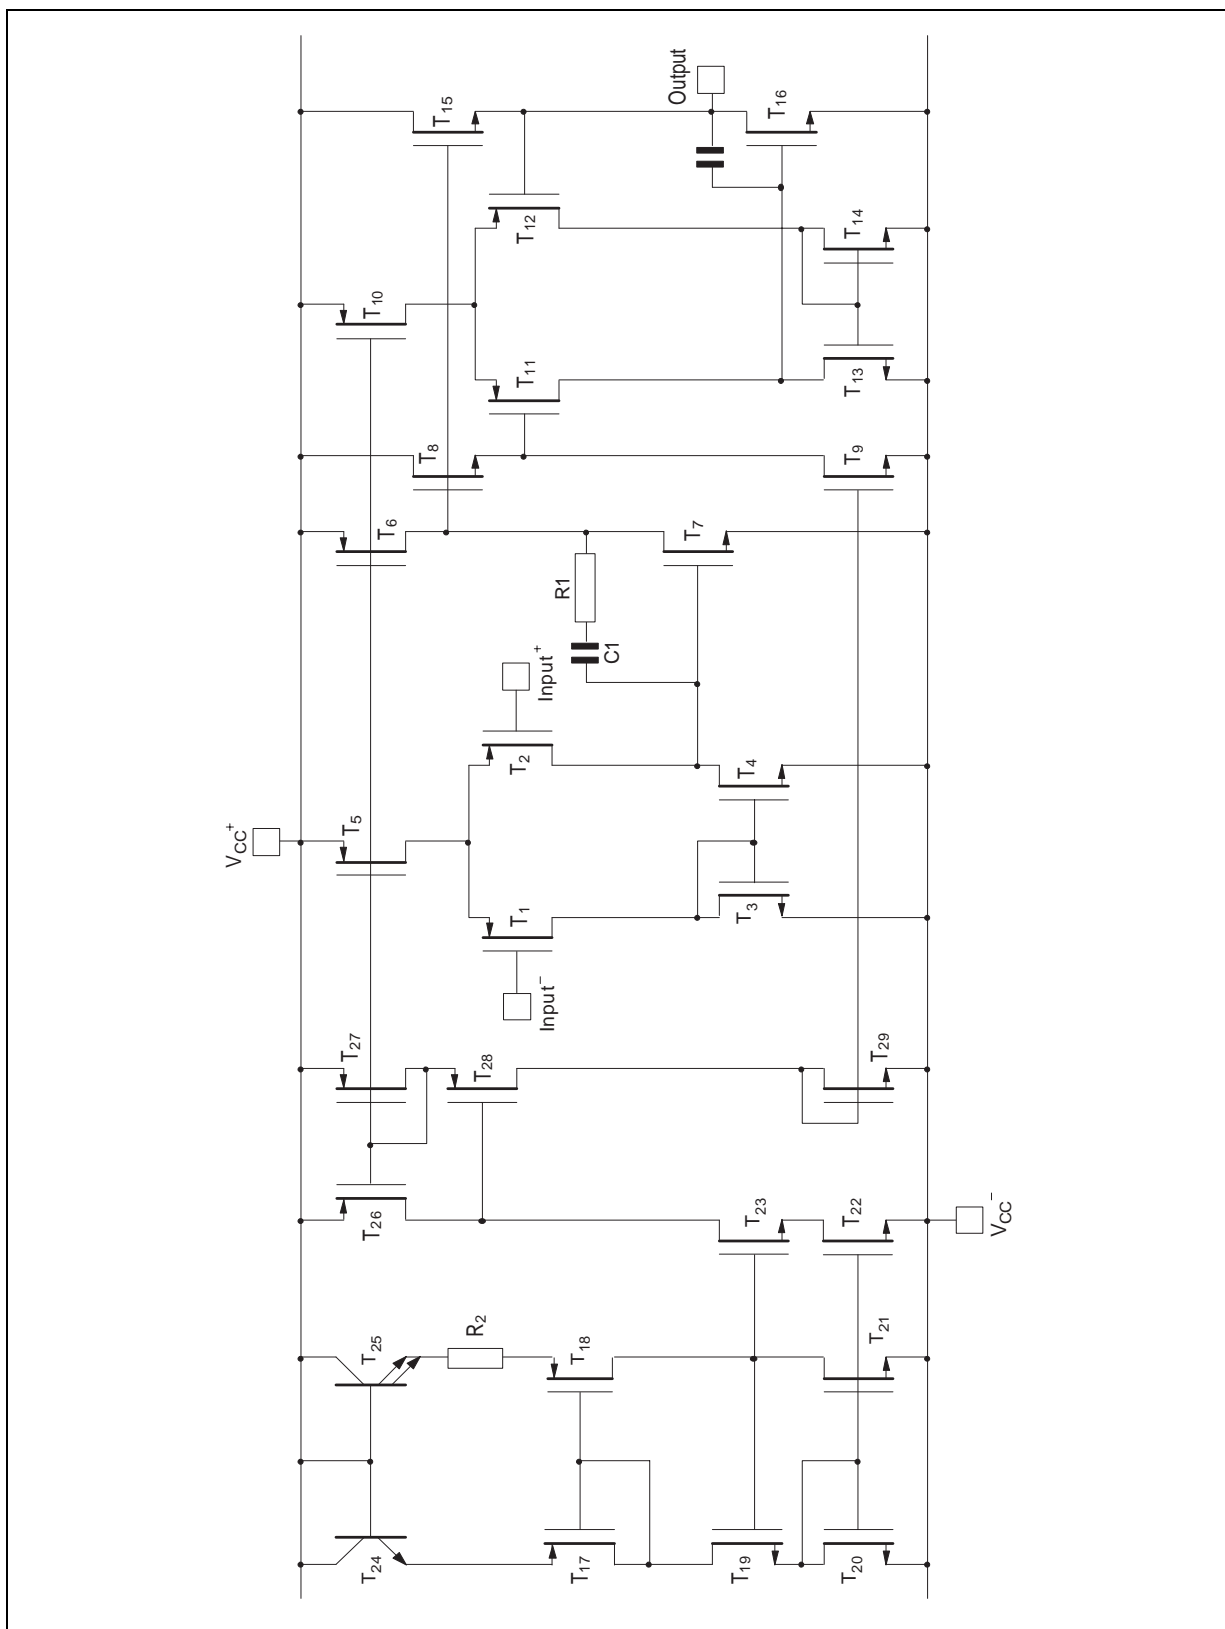 T24
T25
R2
T17
T18
T19
T20
T21
T26
T27
T28
T23
T22
T29
VCC−
VCC+
T5
Input−
T1
T2
Input+
T3
T4
C1
R1
T6
T7
T8
T9
T10
T11
T12
T13
T14
T15
Output
T16